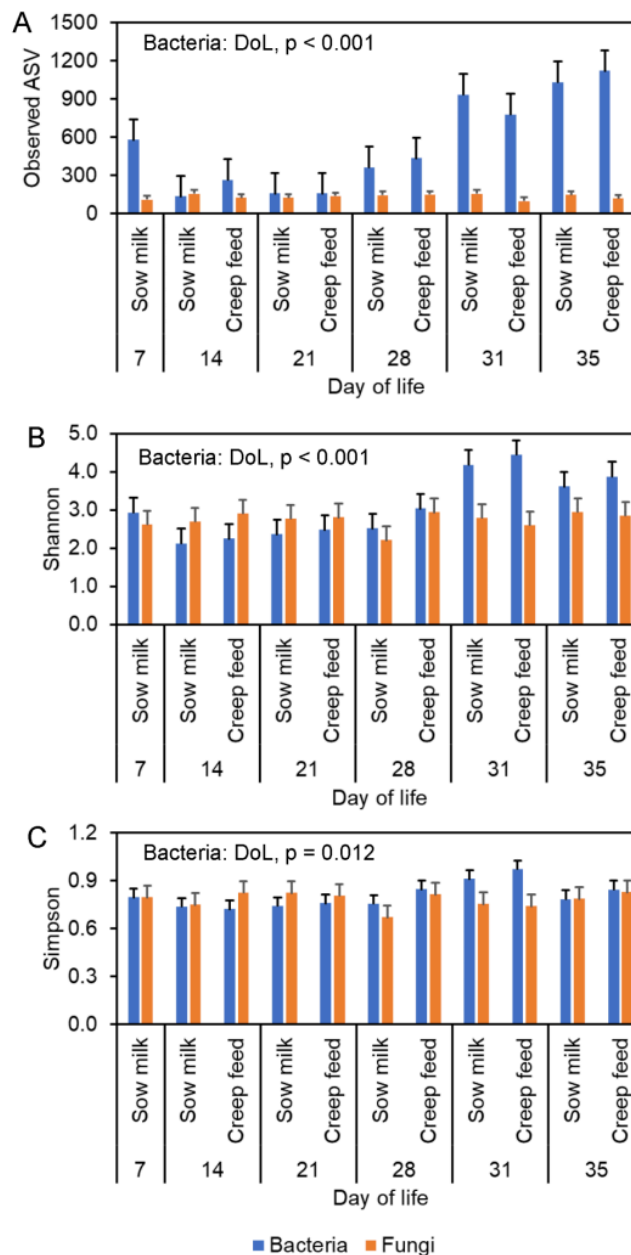 A
Bacteria: DoL, p < 0.001
Observed ASV
1500
1200
900
600
300
0
Sow milk
Sow milk
Creep feed
Sow milk
Creep feed
Sow milk
Creep feed
Sow milk
Creep feed
Sow milk
Creep feed
7 14 21 28 31 35
Day of life
B
Bacteria: DoL, p < 0.001
Shannon
5.0
4.0
3.0
2.0
1.0
0.0
Sow milk
Sow milk
Creep feed
Sow milk
Creep feed
Sow milk
Creep feed
Sow milk
Creep feed
Sow milk
Creep feed
7 14 21 28 31 35
Day of life
C
Bacteria: DoL, p = 0.012
Simpson
1.2
0.9
0.6
0.3
0.0
Sow milk
Sow milk
Creep feed
Sow milk
Creep feed
Sow milk
Creep feed
Sow milk
Creep feed
Sow milk
Creep feed
7 14 21 28 31 35
Day of life
Bacteria Fungi